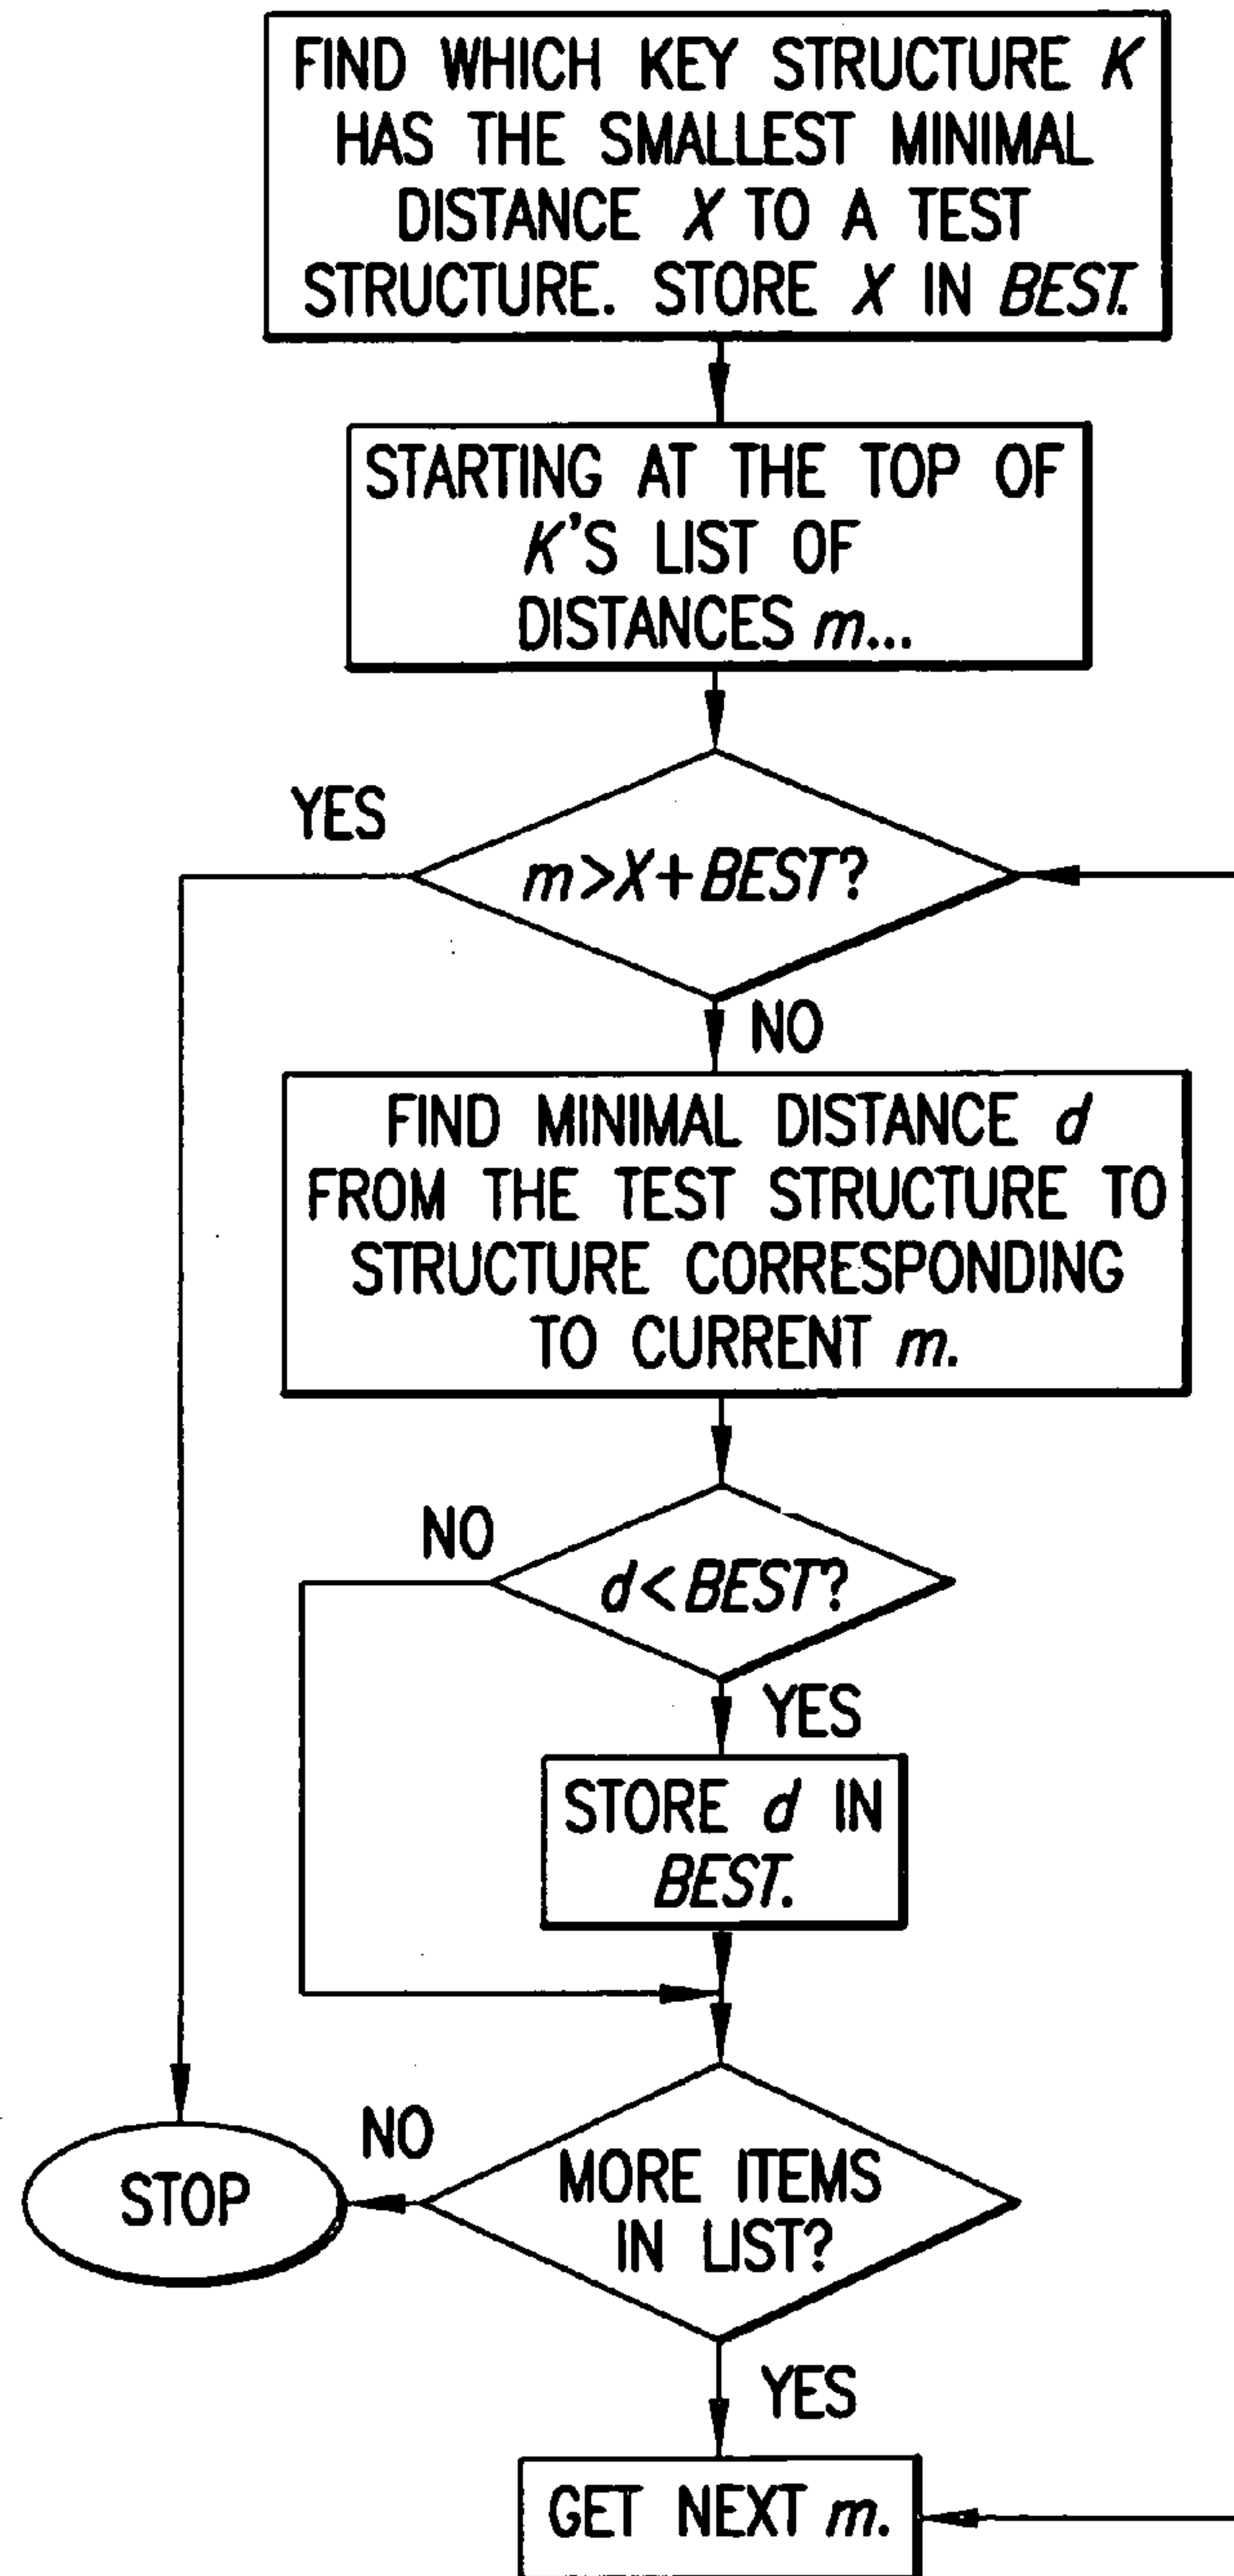 FIND WHICH KEY STRUCTURE K
HAS THE SMALLEST MINIMAL
DISTANCE X TO A TEST
STRUCTURE. STORE X IN BEST.
STARTING AT THE TOP OF
K'S LIST OF
DISTANCES m...
YES
m>X+BEST?
NO
FIND MINIMAL DISTANCE d
FROM THE TEST STRUCTURE TO
STRUCTURE CORRESPONDING
TO CURRENT m.
NO
d<BEST?
YES
STORE d IN
BEST.
STOP
NO
MORE ITEMS
IN LIST?
YES
GET NEXT m.